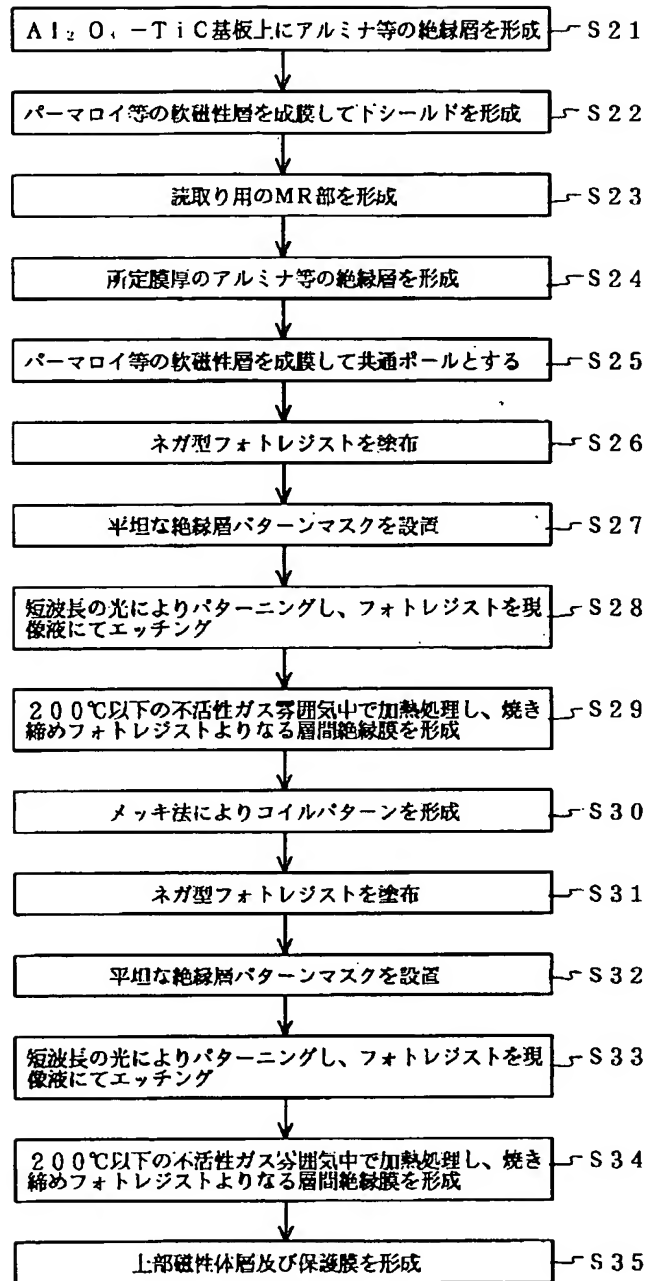 Al₂O₃−TiC基板上にアルミナ等の絶縁層を形成 S21
パーマロイ等の軟磁性層を成膜して下シールドを形成 S22
読取り用のMR部を形成 S23
所定膜厚のアルミナ等の絶縁層を形成 S24
パーマロイ等の軟磁性層を成膜して共通ポールとする S25
ネガ型フォトレジストを塗布 S26
平坦な絶縁層パターンマスクを設置 S27
短波長の光によりパターニングし、フォトレジストを現 S28
像液にてエッチング
200℃以下の不活性ガス雰囲気中で加熱処理し、焼き S29
締めフォトレジストよりなる層間絶縁膜を形成
メッキ法によりコイルパターンを形成 S30
ネガ型フォトレジストを塗布 S31
平坦な絶縁層パターンマスクを設置 S32
短波長の光によりパターニングし、フォトレジストを現 S33
像液にてエッチング
200℃以下の不活性ガス雰囲気中で加熱処理し、焼き S34
締めフォトレジストよりなる層間絶縁膜を形成
上部磁性体層及び保護膜を形成 S35